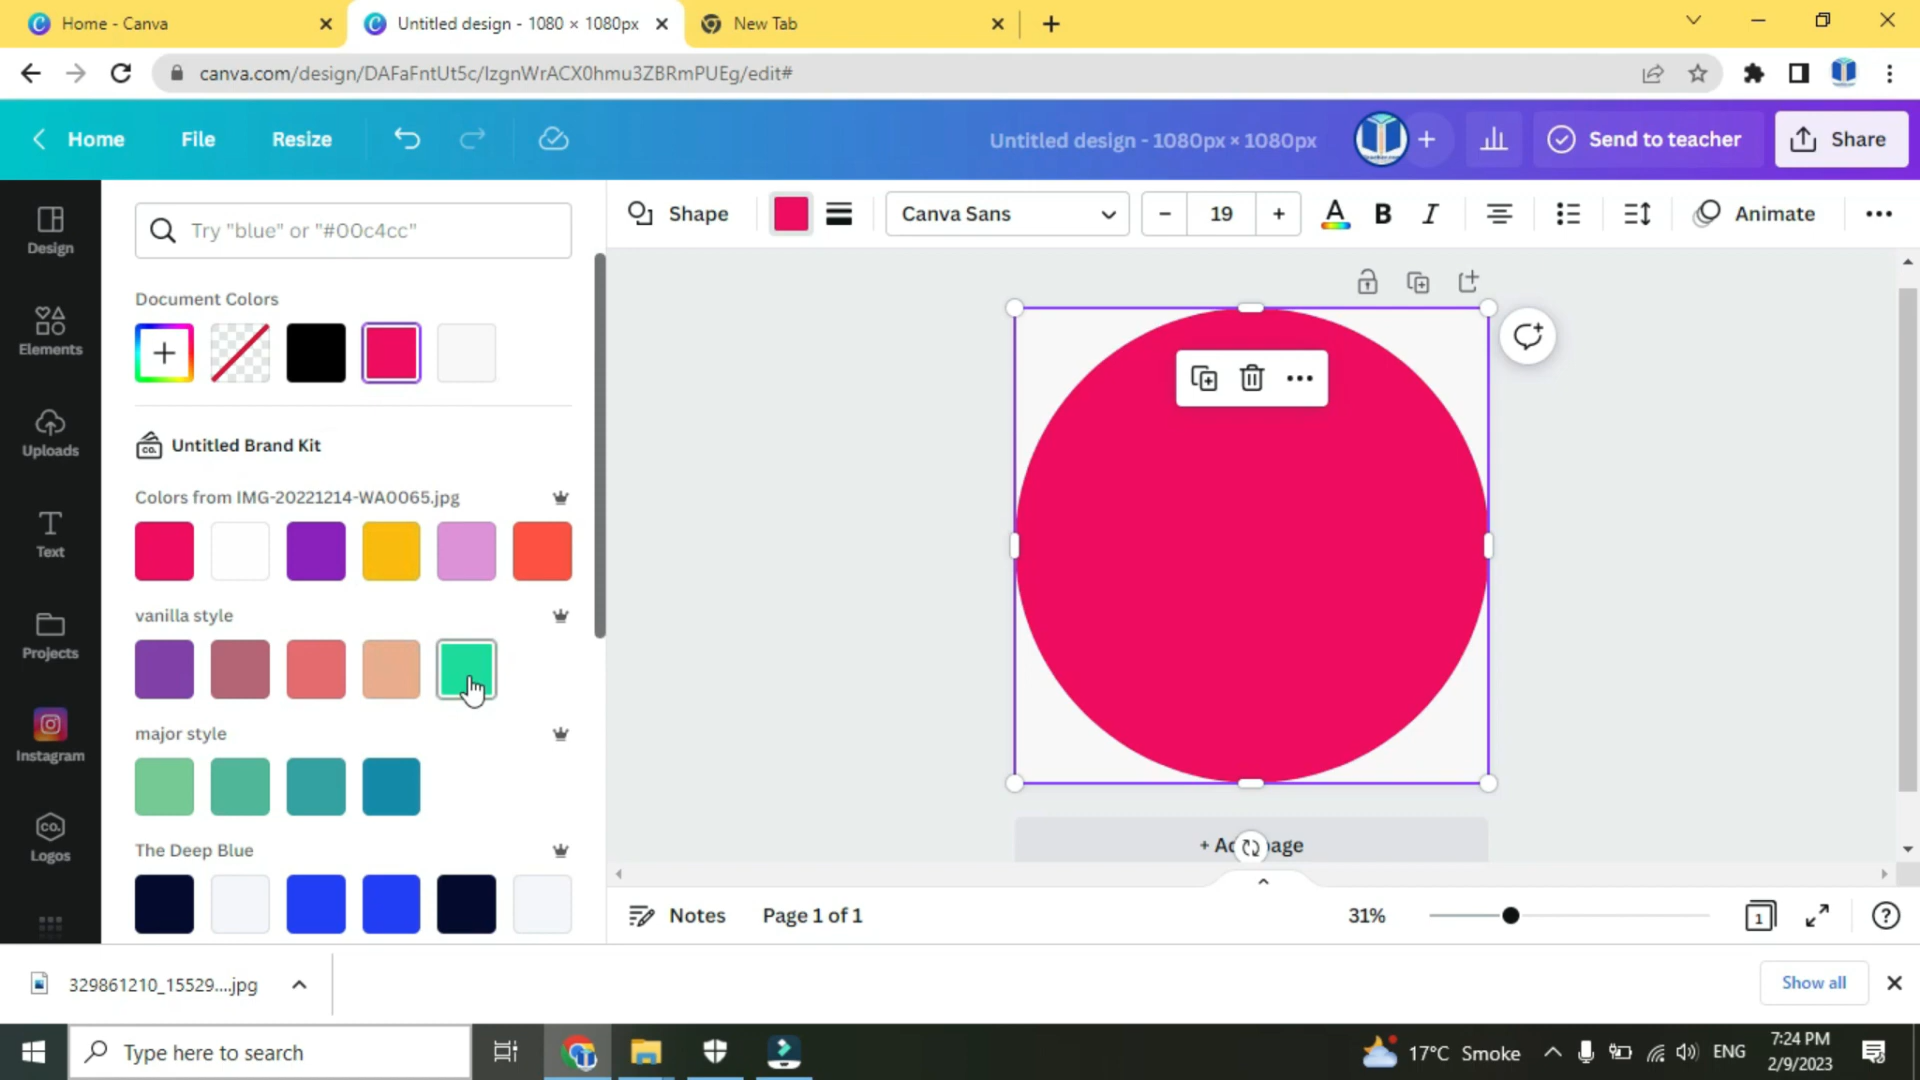 Home - Canva
Untitled design - 1080 × 1080px
New Tab
canva.com/design/DAFaFntUt5c/IzgnWrACX0hmu3ZBRmPUEg/edit#
Home
File
Resize
Untitled design - 1080px × 1080px
Send to teacher
Share
Design
Elements
Uploads
Text
Projects
Instagram
CO.
Logos
Try "blue" or "#00c4cc"
Document Colors
CO.
Untitled Brand Kit
Colors from IMG-20221214-WA0065.jpg
vanilla style
major style
The Deep Blue
Shape
Canva Sans
19
A
B
I
Animate
Notes
Page 1 of 1
31%
1
329861210_15529....jpg
Show all
Type here to search
17°C Smoke
ENG
7:24 PM
2/9/2023